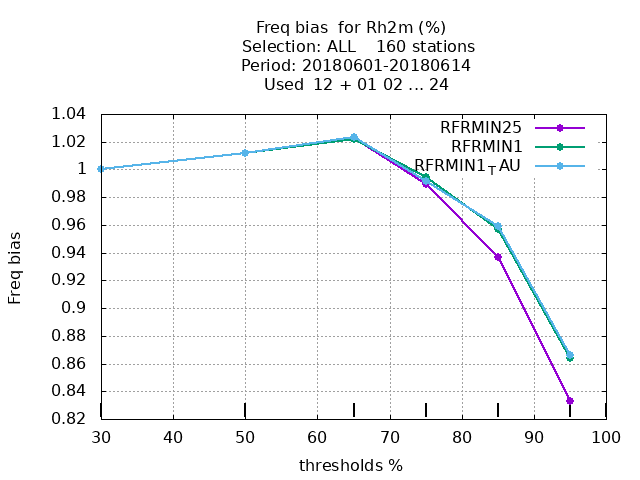 Freq bias  for Rh2m (%)
Selection: ALL    160 stations
Period: 20180601-20180614
Used  12 + 01 02 ... 24
1.04
1.02
1
0.98
0.96
0.94
0.92
0.9
0.88
0.86
0.84
0.82
Freq bias
RFRMIN25
RFRMIN1
RFRMIN1TAU
30 40 50 60 70 80 90 100
thresholds %